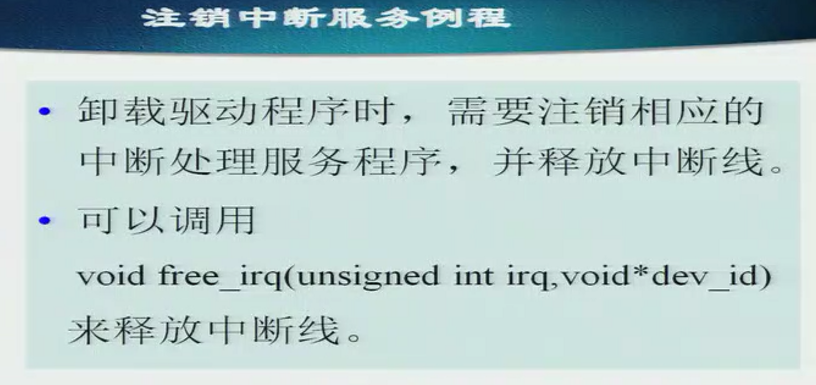 注销中断服务例程
• 卸载驱动程序时，需要注销相应的
中断处理服务程序，并释放中断线。
• 可以调用
void free_irq(unsigned int irq,void*dev_id)
来释放中断线。